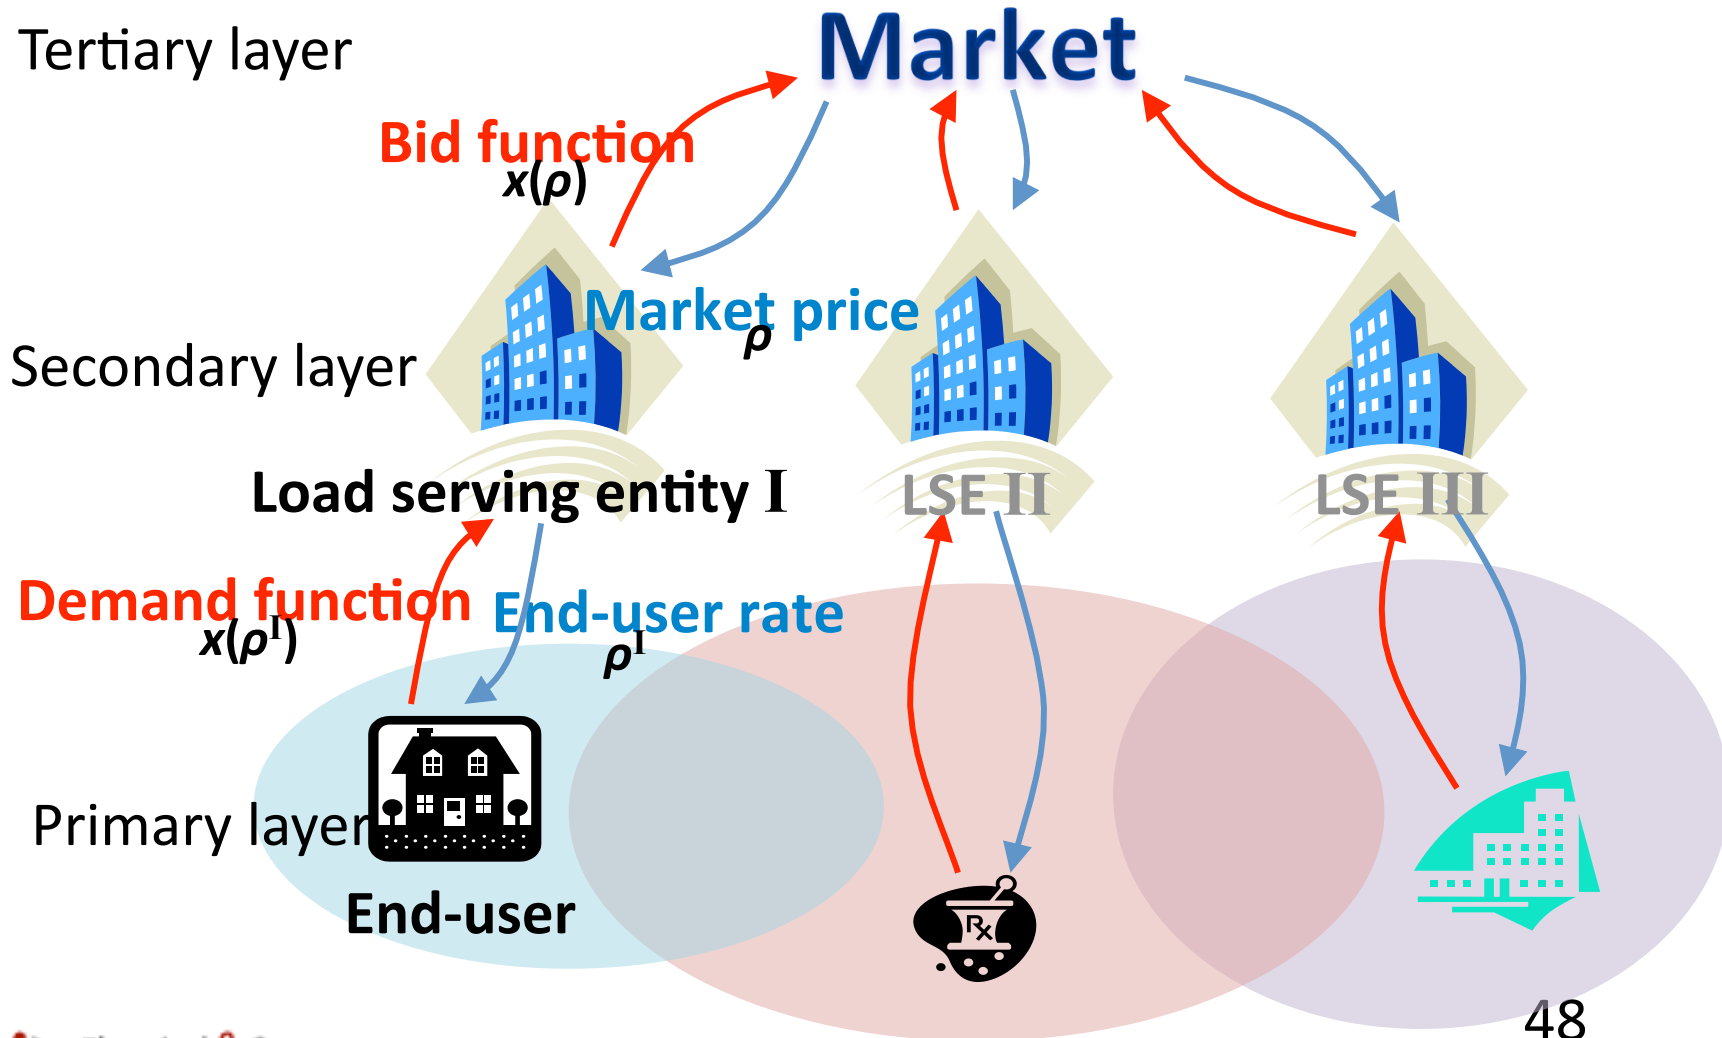 Tertiary layer
Market
Bid function
x(ρ)
Market price
ρ
Secondary layer
Load serving entity I
LSE II
LSE III
Demand function
x(ρᴵ)
End-user rate
ρᴵ
Primary layer
End-user
Rx
48